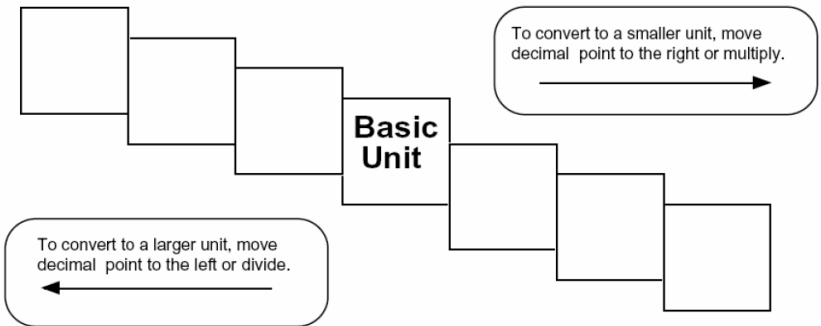 To convert to a smaller unit, move
decimal point to the right or multiply.
Basic
Unit
To convert to a larger unit, move
decimal point to the left or divide.